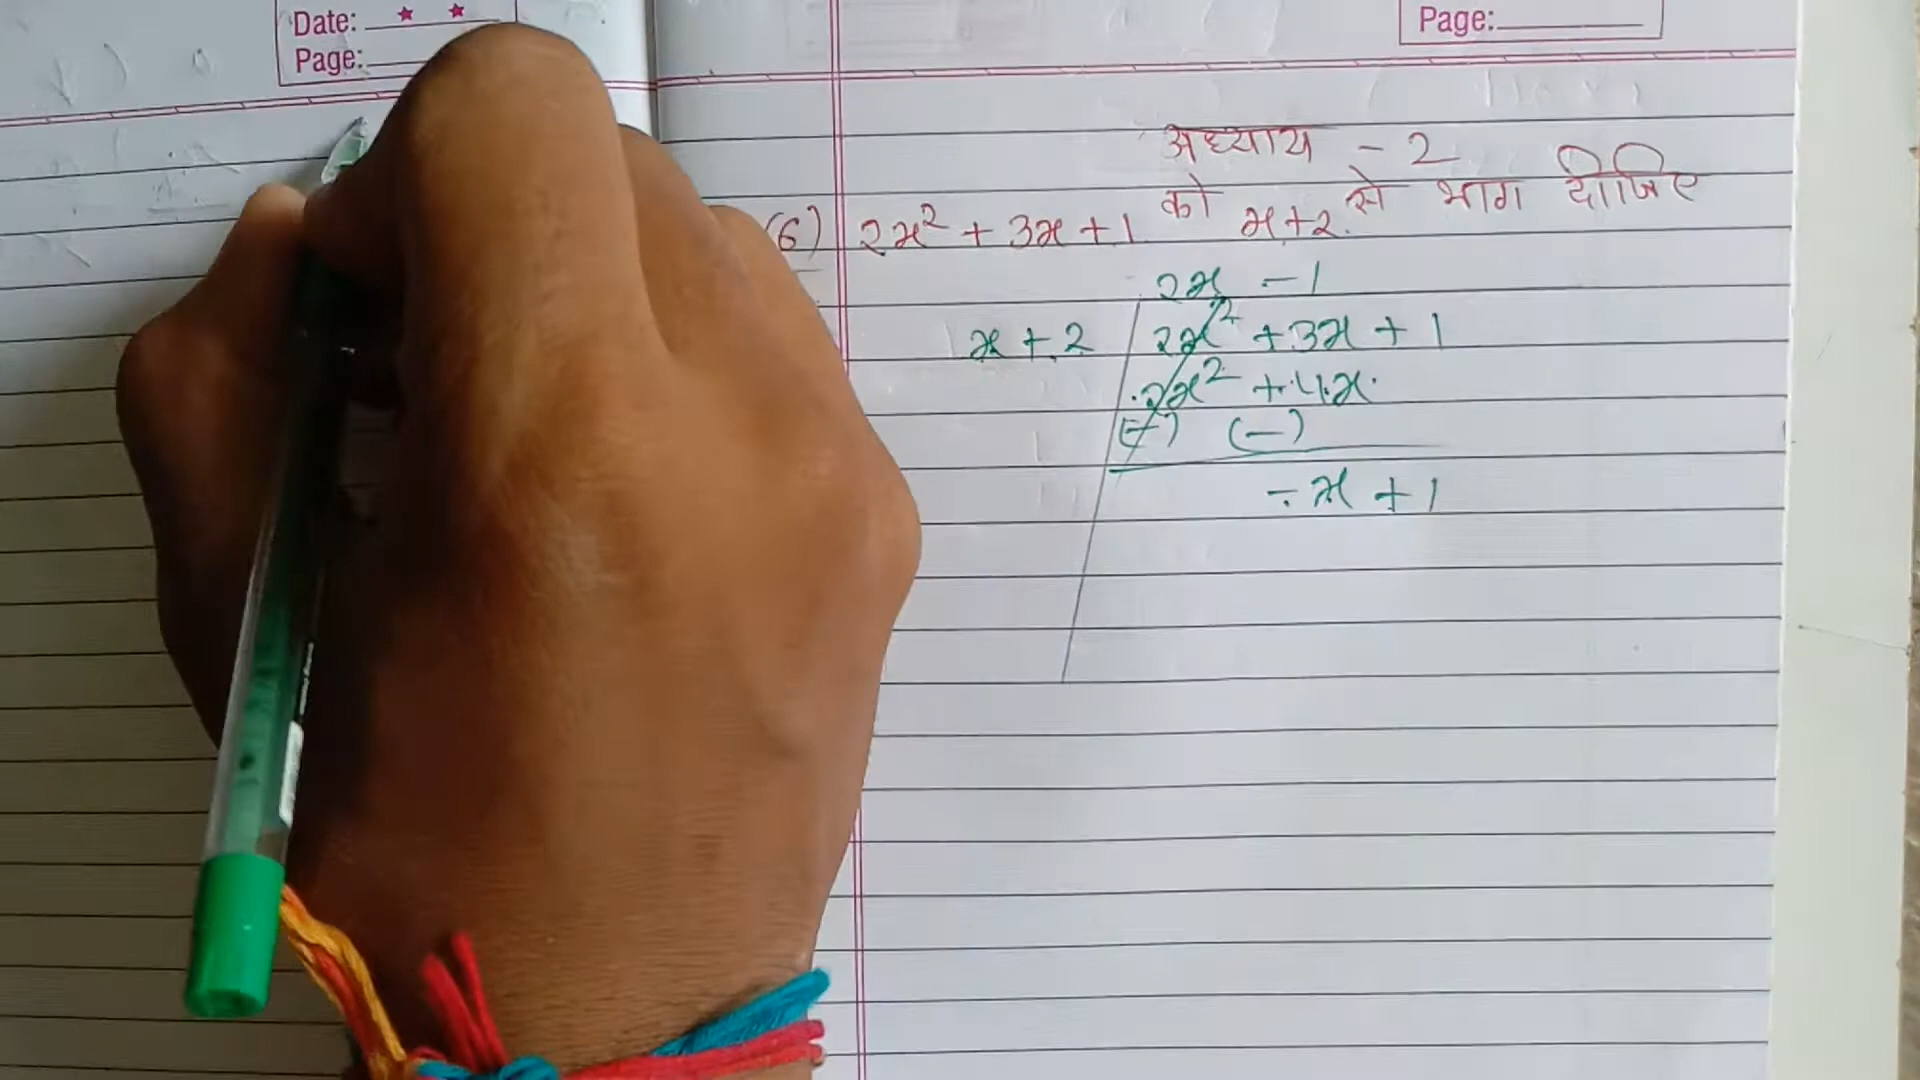 Date:
Page:
Page:
अध्याय - 2
(6) 2x² + 3x + 1 को x+2 से भाग दीजिए
2x - 1
x + 2 2x² + 3x + 1
2x² + 4x
(-) (-)
- x + 1